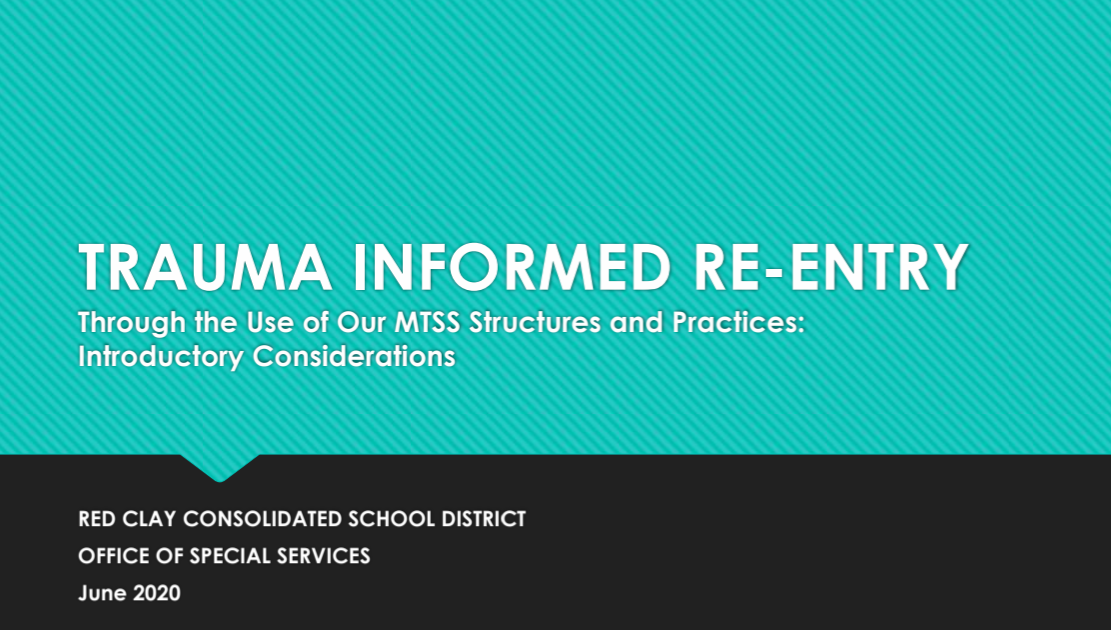 TRAUMA INFORMED RE-ENTRY
Through the Use of Our MTSS Structures and Practices:
Introductory Considerations
RED CLAY CONSOLIDATED SCHOOL DISTRICT
OFFICE OF SPECIAL SERVICES
June 2020